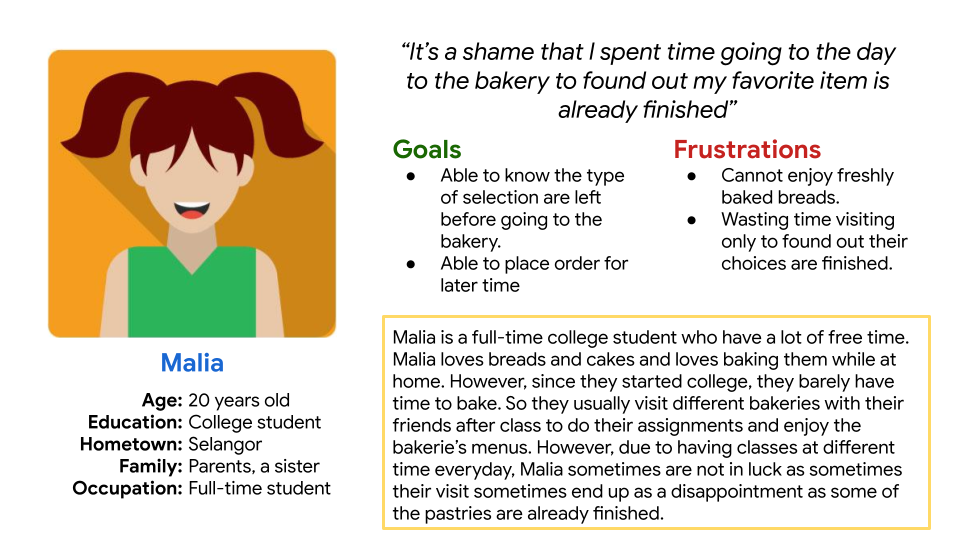 “It’s a shame that I spent time going to the day
to the bakery to found out my favorite item is
already finished”
Goals
● Able to know the type
of selection are left
before going to the
bakery.
● Able to place order for
later time
Frustrations
● Cannot enjoy freshly
baked breads.
● Wasting time visiting
only to found out their
choices are finished.
Malia
Age: 20 years old
Education: College student
Hometown: Selangor
Family: Parents, a sister
Occupation: Full-time student
Malia is a full-time college student who have a lot of free time.
Malia loves breads and cakes and loves baking them while at
home. However, since they started college, they barely have
time to bake. So they usually visit different bakeries with their
friends after class to do their assignments and enjoy the
bakerie’s menus. However, due to having classes at different
time everyday, Malia sometimes are not in luck as sometimes
their visit sometimes end up as a disappointment as some of
the pastries are already finished.